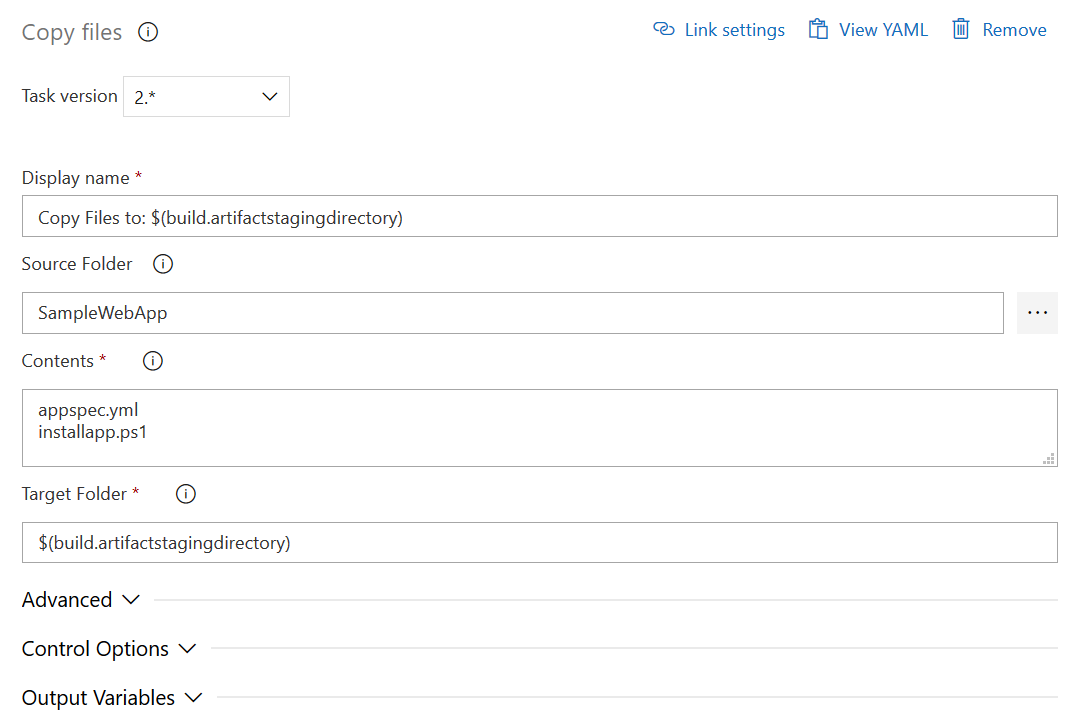 Copy files
Link settings
View YAML
Remove
Task version 2.*
Display name *
Copy Files to: $(build.artifactstagingdirectory)
Source Folder
SampleWebApp
Contents *
appspec.yml
installapp.ps1
Target Folder *
$(build.artifactstagingdirectory)
Advanced
Control Options
Output Variables